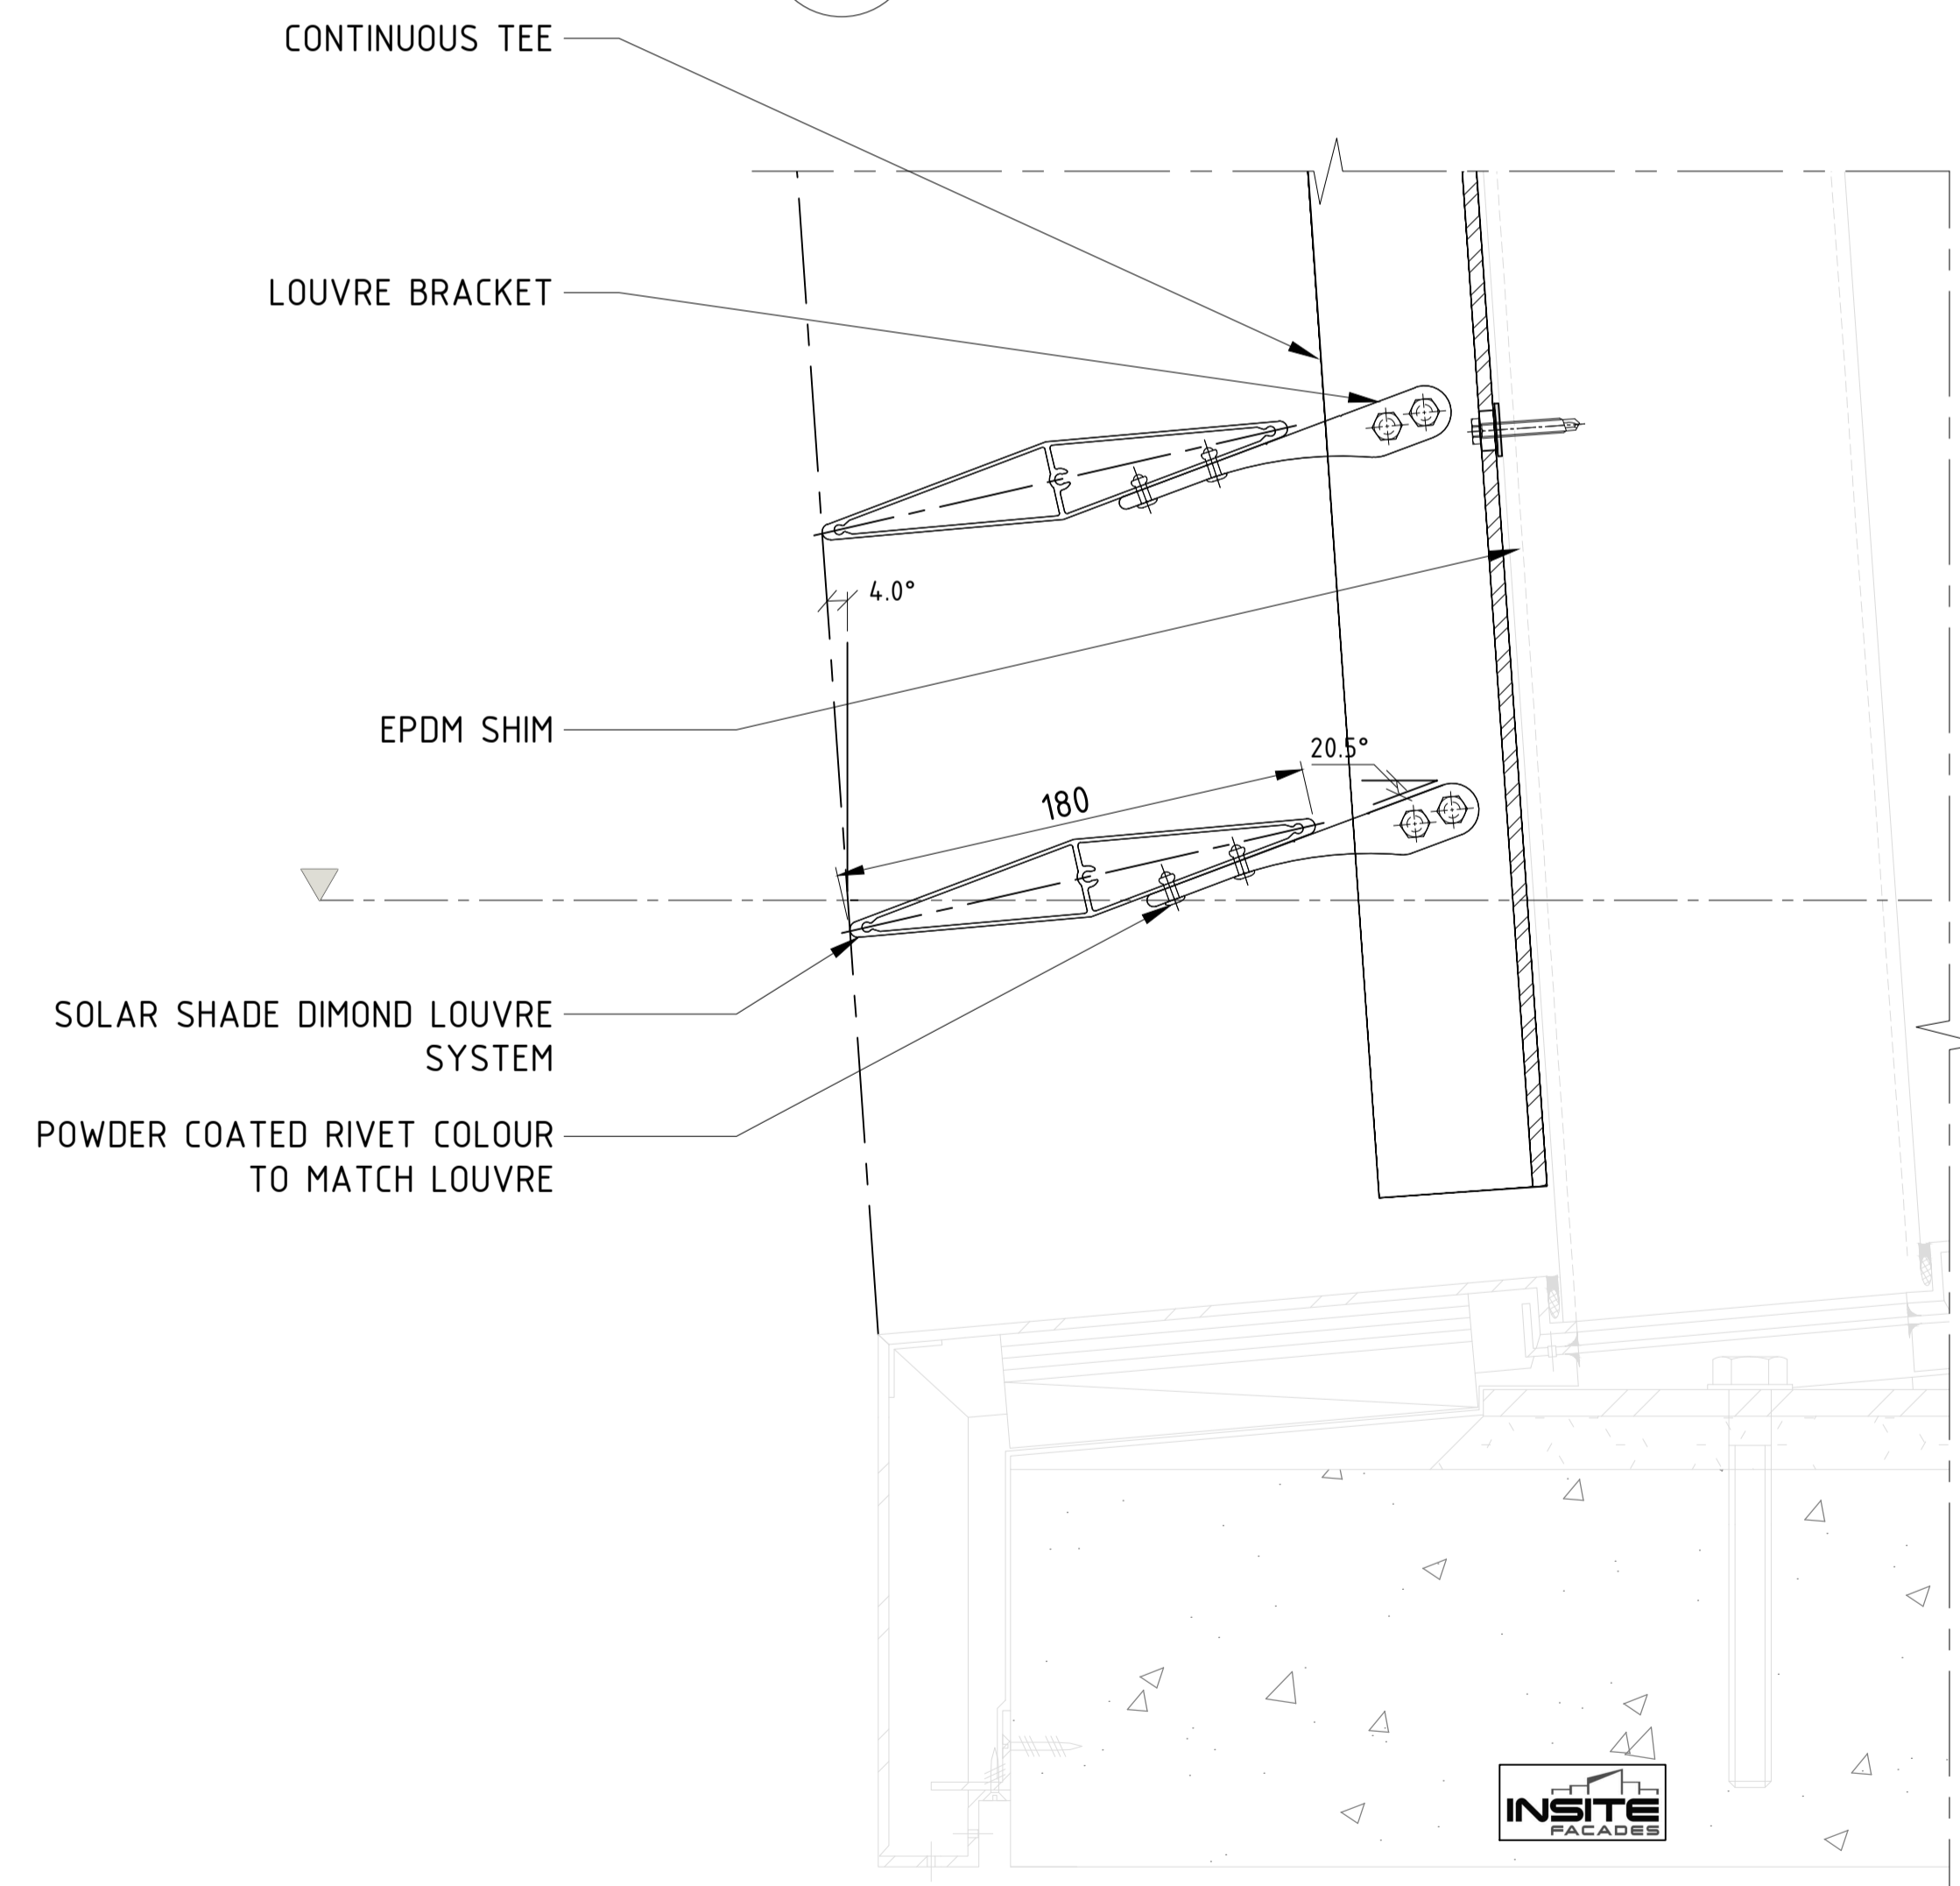 CONTINUOUS TEE
LOUVRE BRACKET
4.0°
EPDM SHIM
20.5°
180
SOLAR SHADE DIMOND LOUVRE
SYSTEM
POWDER COATED RIVET COLOUR
TO MATCH LOUVRE
INSITE
FACADES